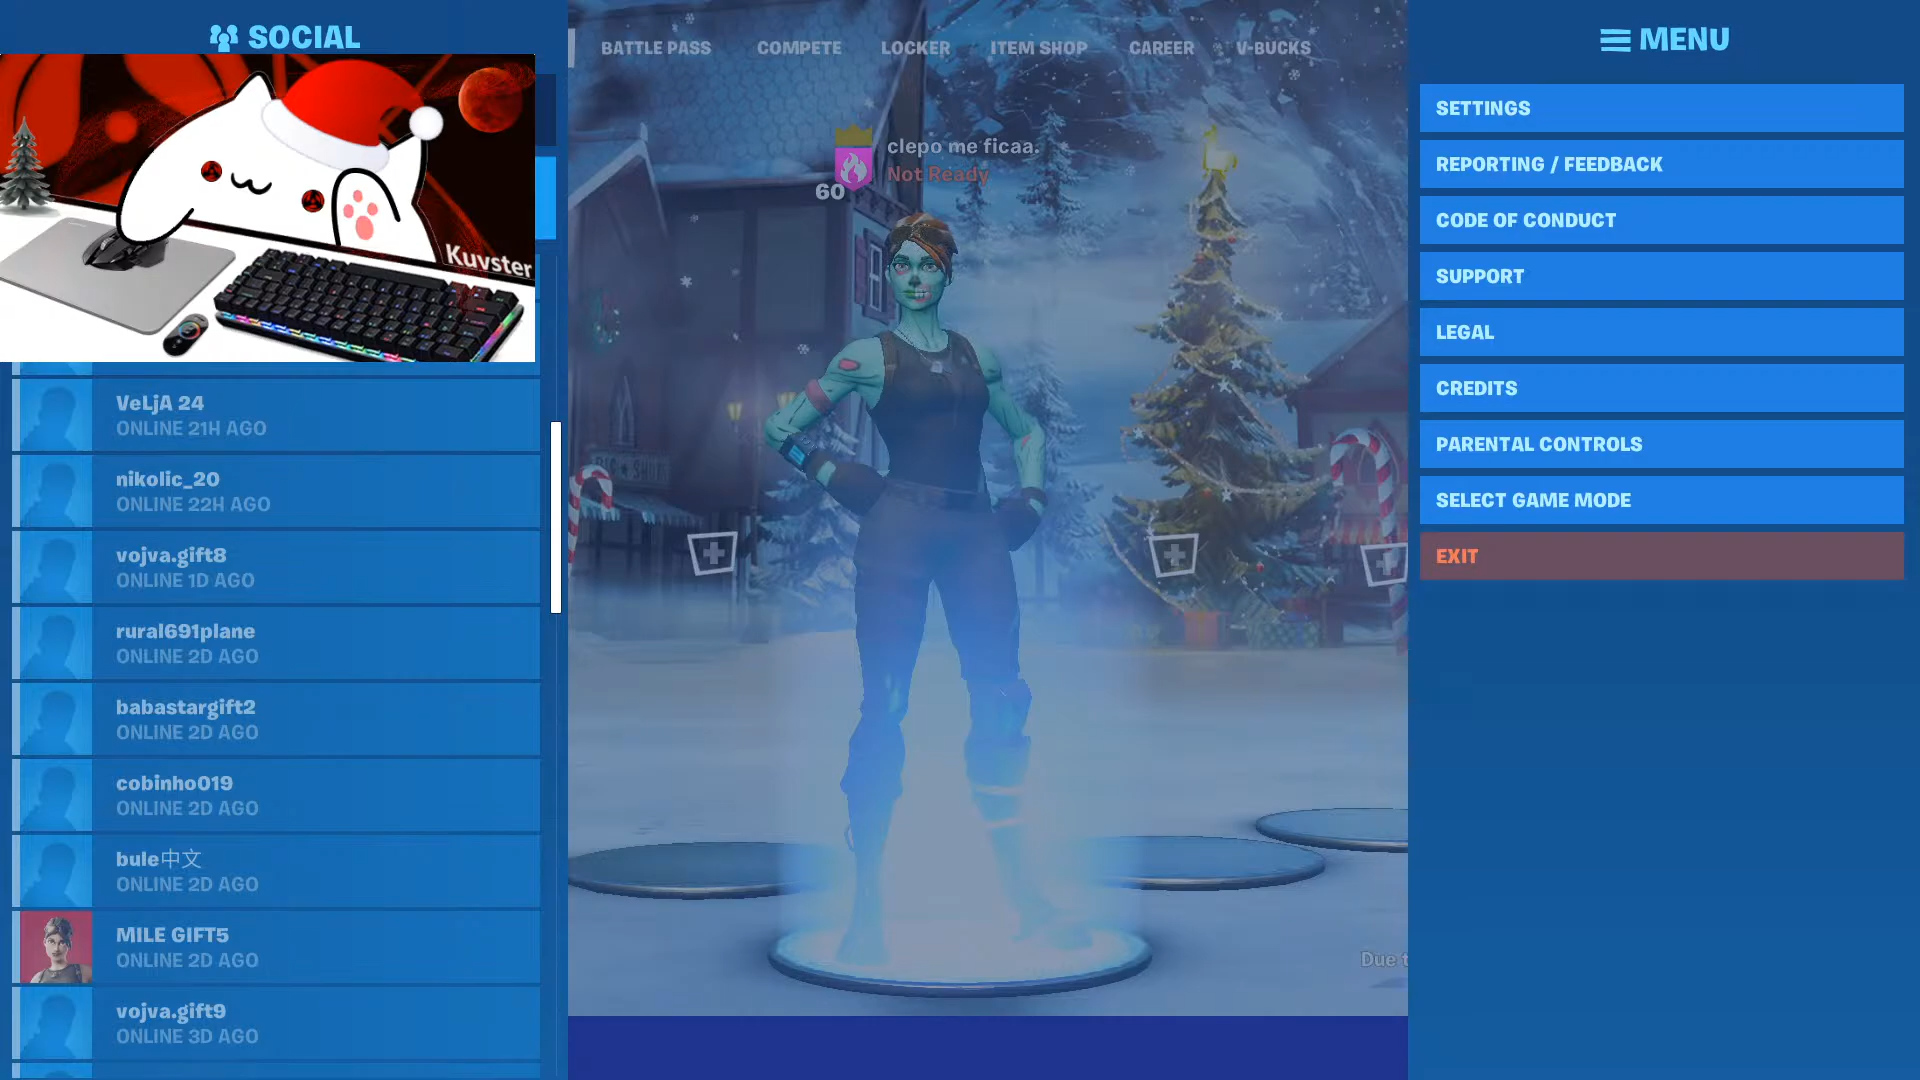 SOCIAL
BATTLE PASS COMPETE LOCKER ITEM SHOP CAREER V-BUCKS
MENU
clepo me ficaa.
Not Ready
60
Kuvster
BIG SHOTS
VeLjA 24
ONLINE 21H AGO
nikolic_20
ONLINE 22H AGO
vojva.gift8
ONLINE 1D AGO
rural691plane
ONLINE 2D AGO
babastargift2
ONLINE 2D AGO
cobinho019
ONLINE 2D AGO
bule中文
ONLINE 2D AGO
MILE GIFT5
ONLINE 2D AGO
vojva.gift9
ONLINE 3D AGO
Due t
SETTINGS
REPORTING / FEEDBACK
CODE OF CONDUCT
SUPPORT
LEGAL
CREDITS
PARENTAL CONTROLS
SELECT GAME MODE
EXIT